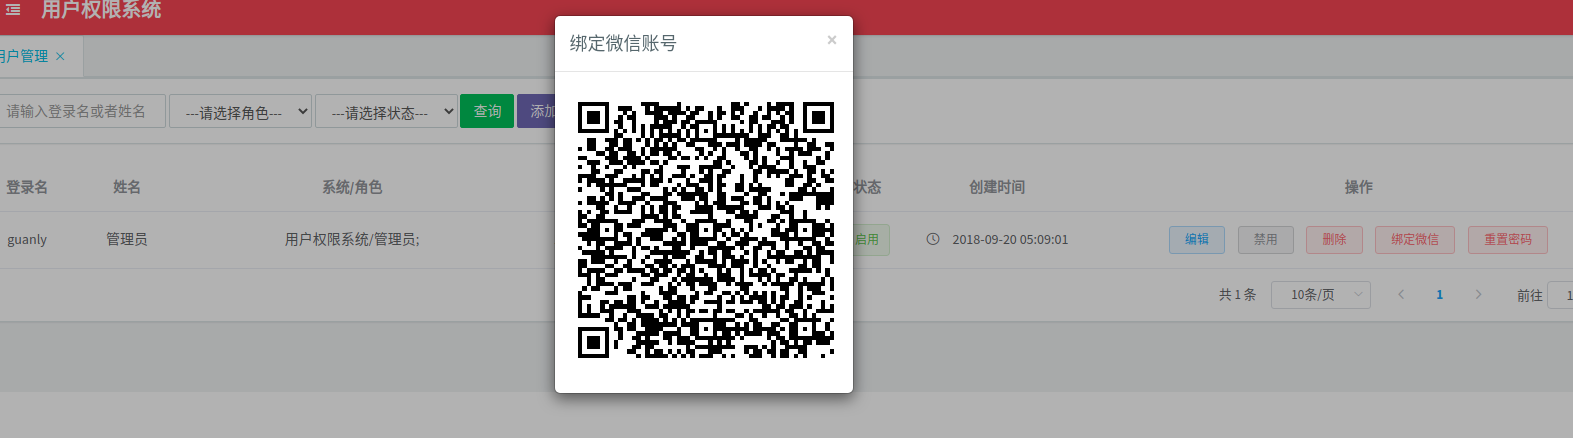 用户权限系统
绑定微信账号 ×
用户管理 ×
请输入登录名或者姓名 ---请选择角色--- ---请选择状态--- 查询 添加
登录名 姓名 系统/角色 状态 创建时间 操作
guanly 管理员 用户权限系统/管理员; 启用 2018-09-20 05:09:01 编辑 禁用 删除 绑定微信 重置密码
共 1 条 10条/页 1 前往 1